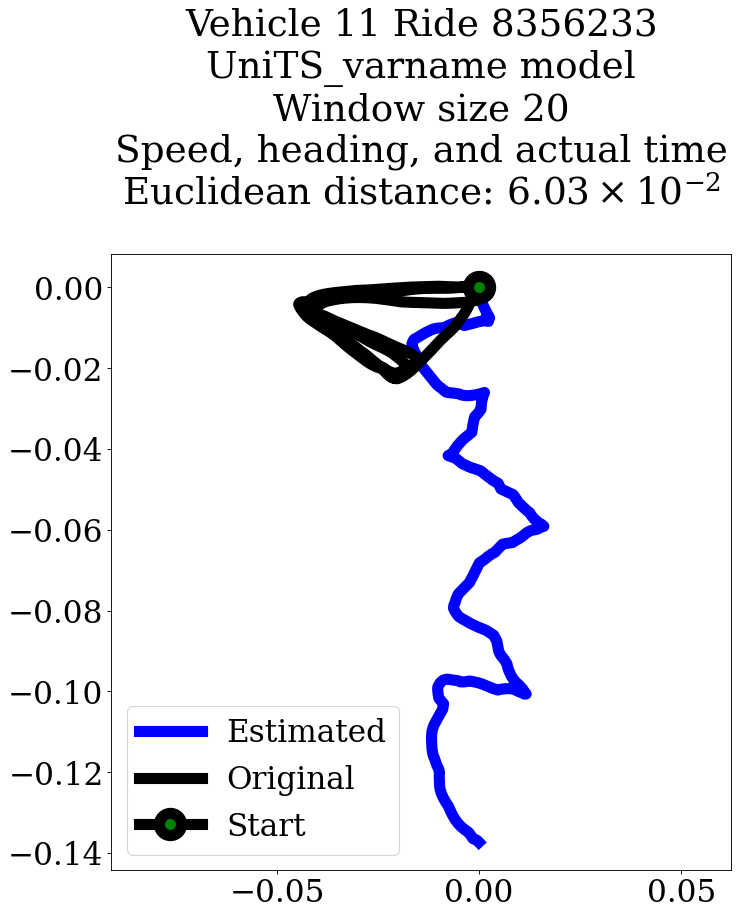 Vehicle 11 Ride 8356233
UniTS_varname model
Window size 20
Speed, heading, and actual time
Euclidean distance: 6.03 × 10⁻²
0.00
−0.02
−0.04
−0.06
−0.08
−0.10
−0.12
−0.14
Estimated
Original
Start
−0.05 0.00 0.05